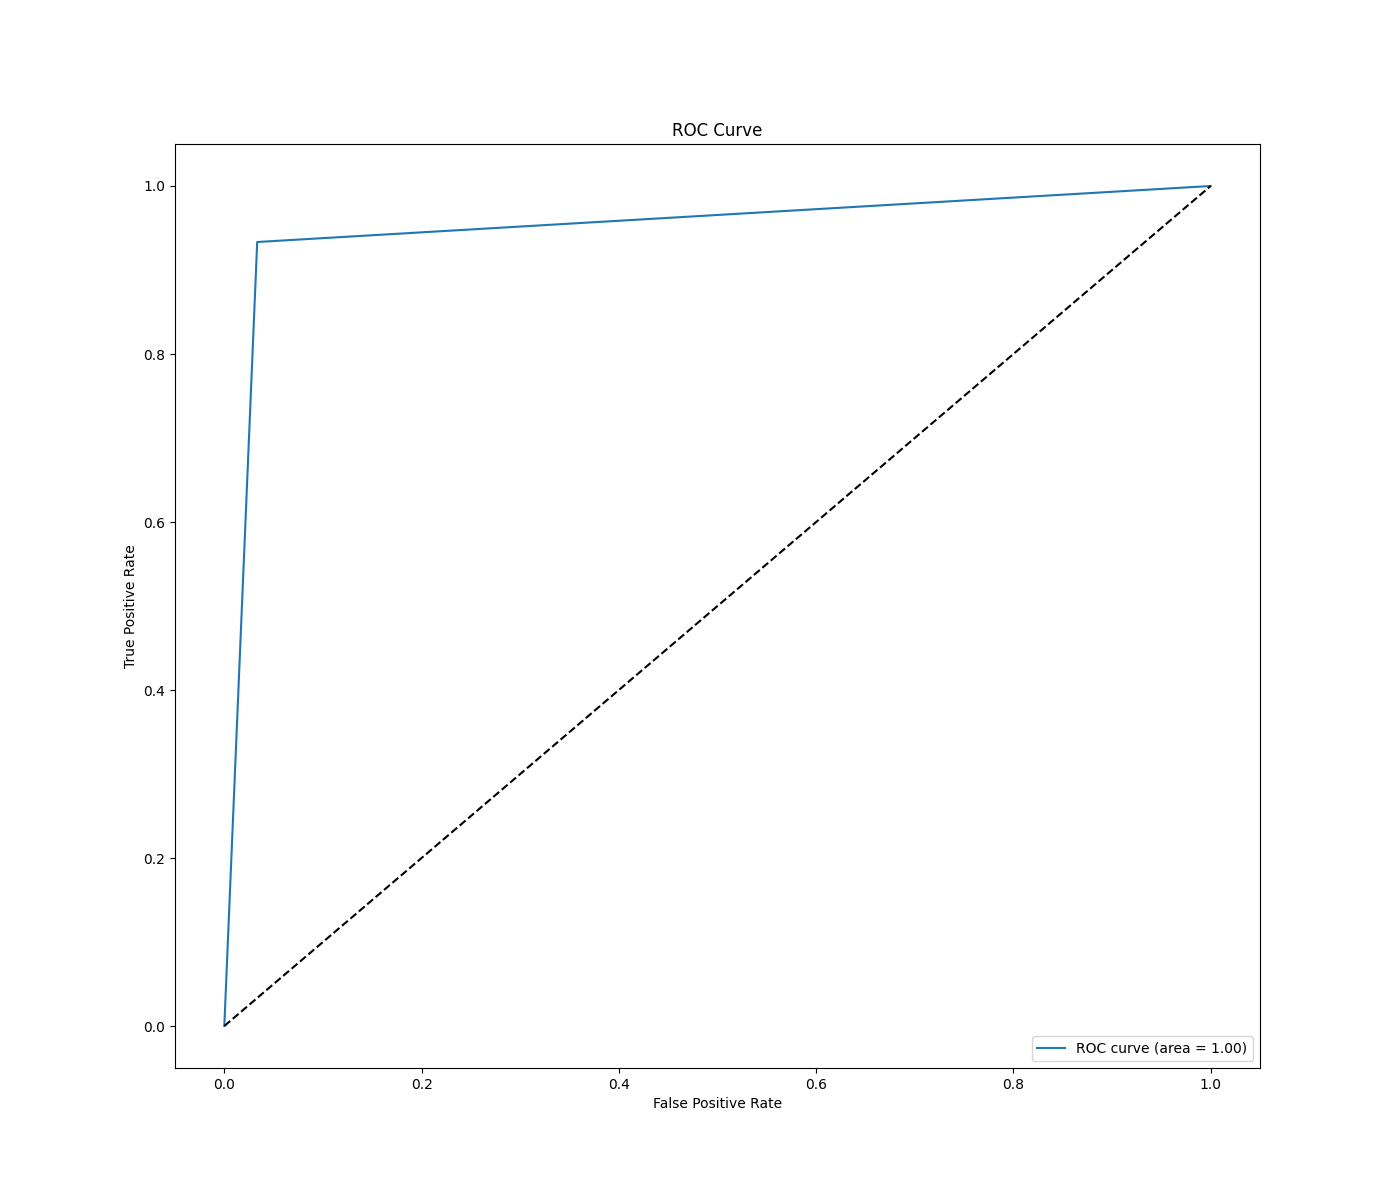 ROC Curve
1.0
0.8
0.6
0.4
0.2
0.0
True Positive Rate
0.0 0.2 0.4 0.6 0.8 1.0
False Positive Rate
ROC curve (area = 1.00)